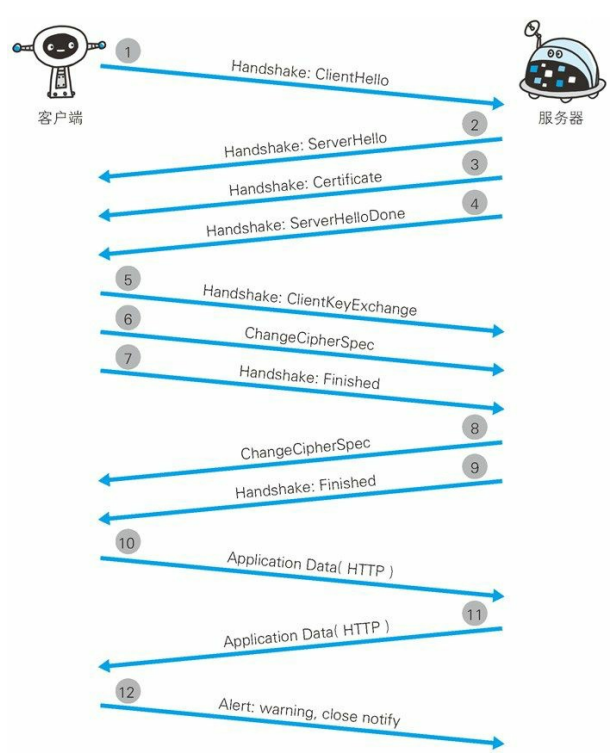 1
Handshake: ClientHello
客户端
服务器
2
Handshake: ServerHello
3
Handshake: Certificate
4
Handshake: ServerHelloDone
5
Handshake: ClientKeyExchange
6
ChangeCipherSpec
7
Handshake: Finished
8
ChangeCipherSpec
9
Handshake: Finished
10
Application Data( HTTP )
11
Application Data( HTTP )
12
Alert: warning, close notify